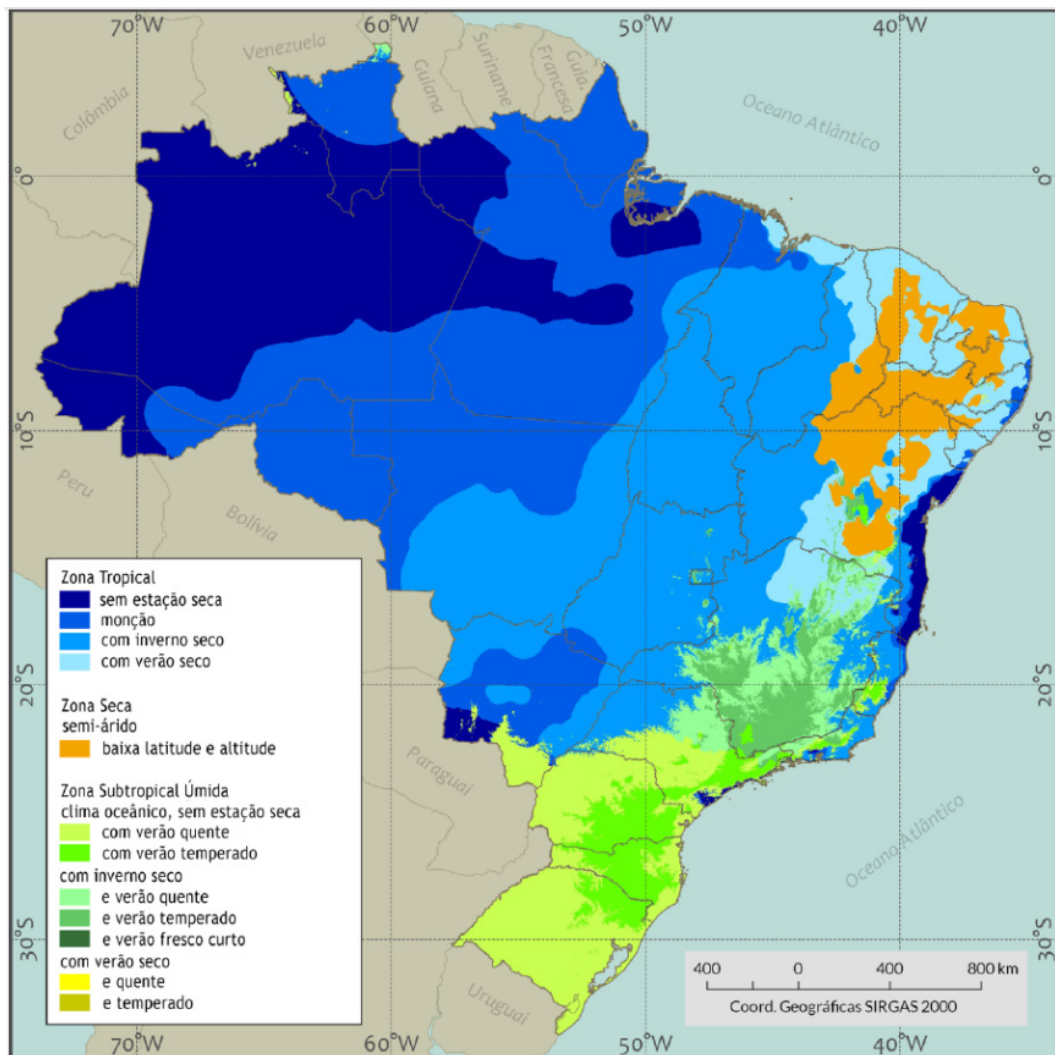 70°W
60°W
50°W
40°W
Venezuela
Suriname
Guiana
Guiai.
Francesa
Colômbia
Oceano Atlântico
0°
0°
10°S
10°S
Peru
Bolívia
Zona Tropical
sem estação seca
monção
com inverno seco
com verão seco
20°S
20°S
Zona Seca
semi-árido
baixa latitude e altitude
Paraguai
Zona Subtropical Úmida
clima oceânico, sem estação seca
com verão quente
com verão temperado
com inverno seco
e verão quente
e verão temperado
e verão fresco curto
com verão seco
e quente
e temperado
Oceano Atlântico
30°S
30°S
Uruguai
400 0 400 800 km
Coord. Geográficas SIRGAS 2000
70°W
60°W
50°W
40°W